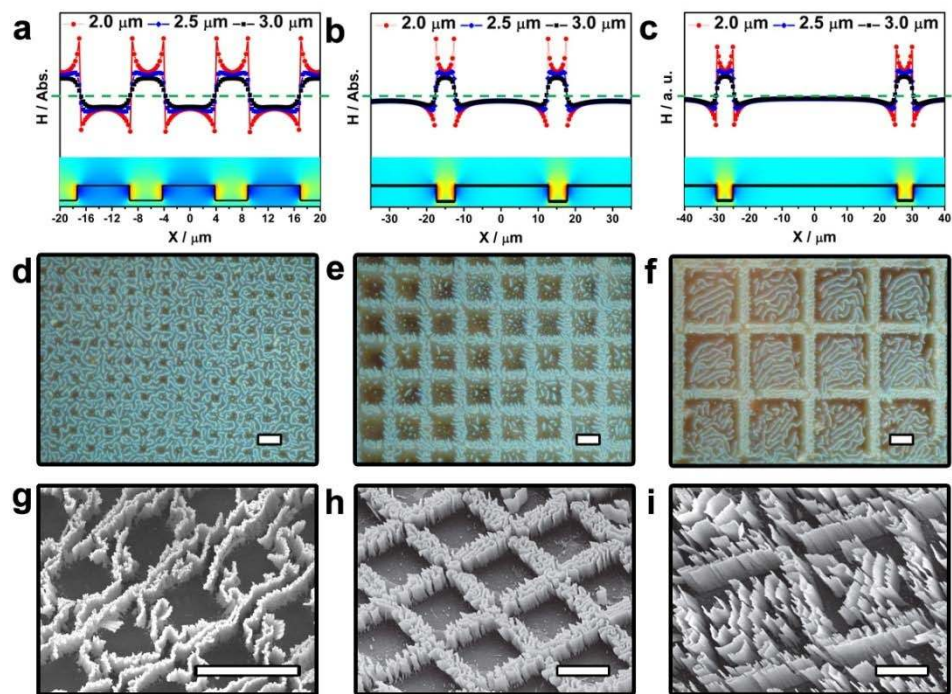 a
2.0 μm 2.5 μm 3.0 μm
H / Abs.
-20 -16 -12 -8 -4 0 4 8 12 16 20
X / μm
b
2.0 μm 2.5 μm 3.0 μm
H / Abs.
-30 -20 -10 0 10 20 30
X / μm
c
2.0 μm 2.5 μm 3.0 μm
H / a. u.
-40 -30 -20 -10 0 10 20 30 40
X / μm
d
e
f
g
h
i